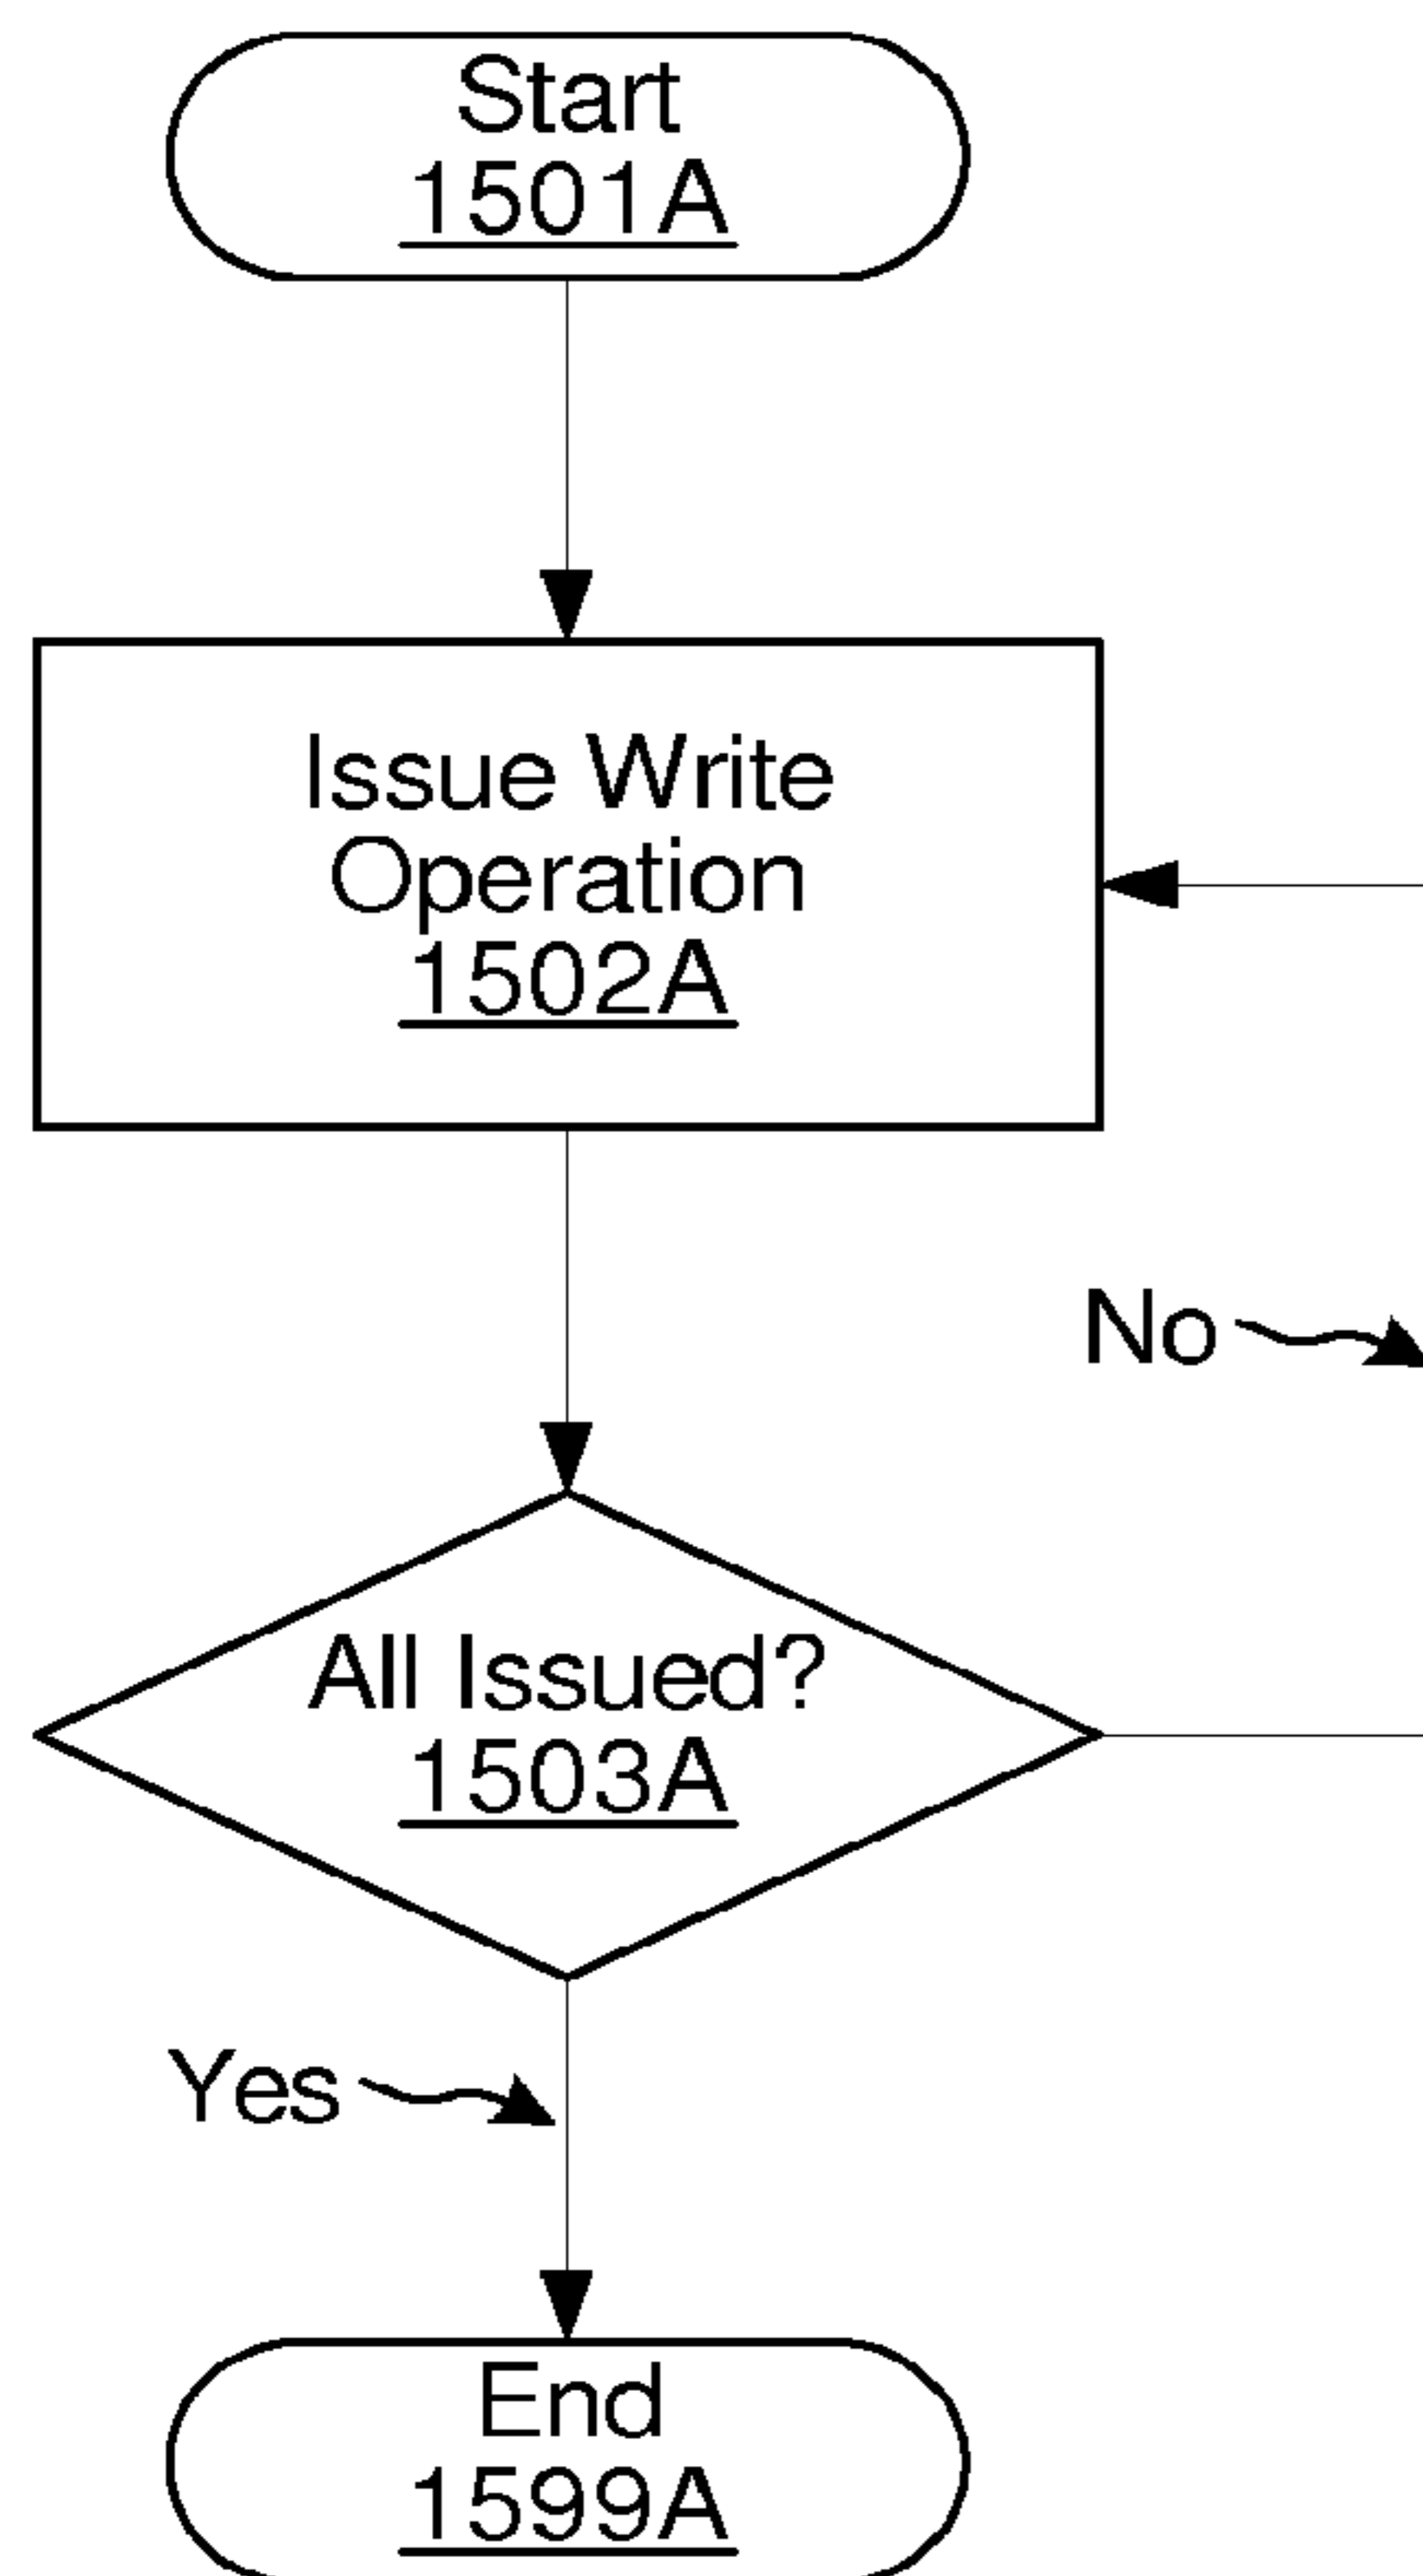 Start
1501A
Issue Write
Operation
1502A
No
All Issued?
1503A
Yes
End
1599A